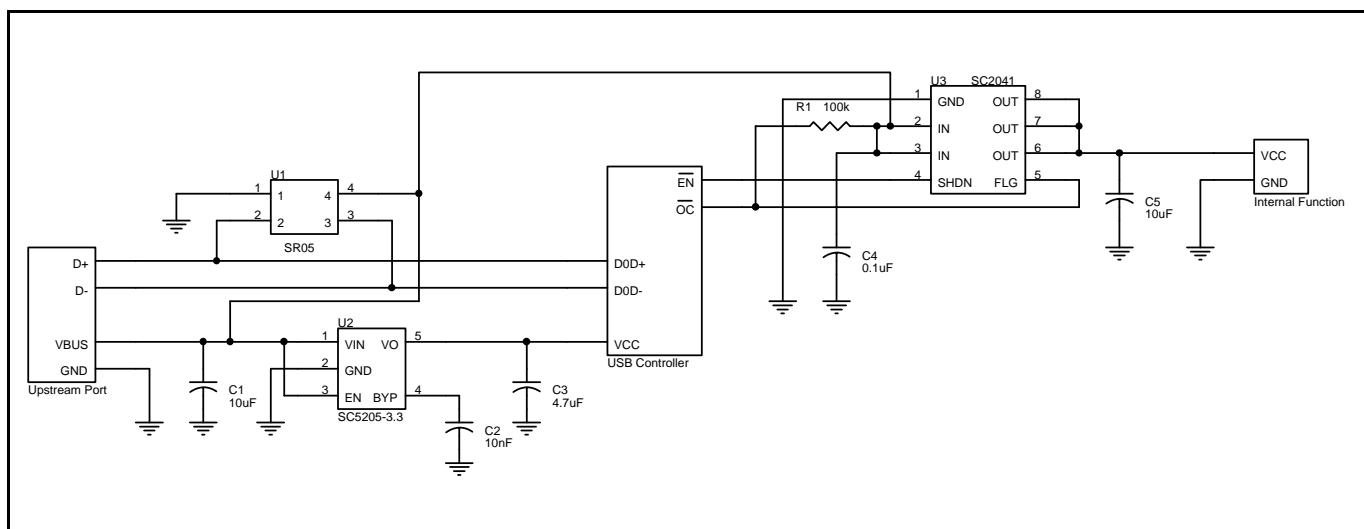 U3 SC2041
1 GND OUT 8
R1 100k
2 IN OUT 7
3 IN OUT 6
4 SHDN FLG 5
VCC
GND
Internal Function
C5
10uF
C4
0.1uF
U1
1 1 4 4
2 2 3 3
SR05
EN
OC
D+ D0D+
D- D0D-
VBUS
GND
Upstream Port
U2
1 VIN VO 5
2 GND
3 EN BYP 4
SC5205-3.3
VCC
USB Controller
C1
10uF
C3
4.7uF
C2
10nF